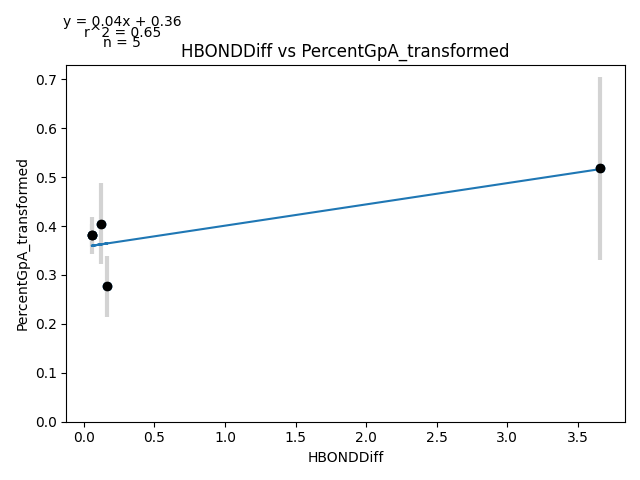 y = 0.04x + 0.36
r^2 = 0.65
n = 5
HBONDDiff vs PercentGpA_transformed
PercentGpA_transformed
0.7
0.6
0.5
0.4
0.3
0.2
0.1
0.0
0.0 0.5 1.0 1.5 2.0 2.5 3.0 3.5
HBONDDiff